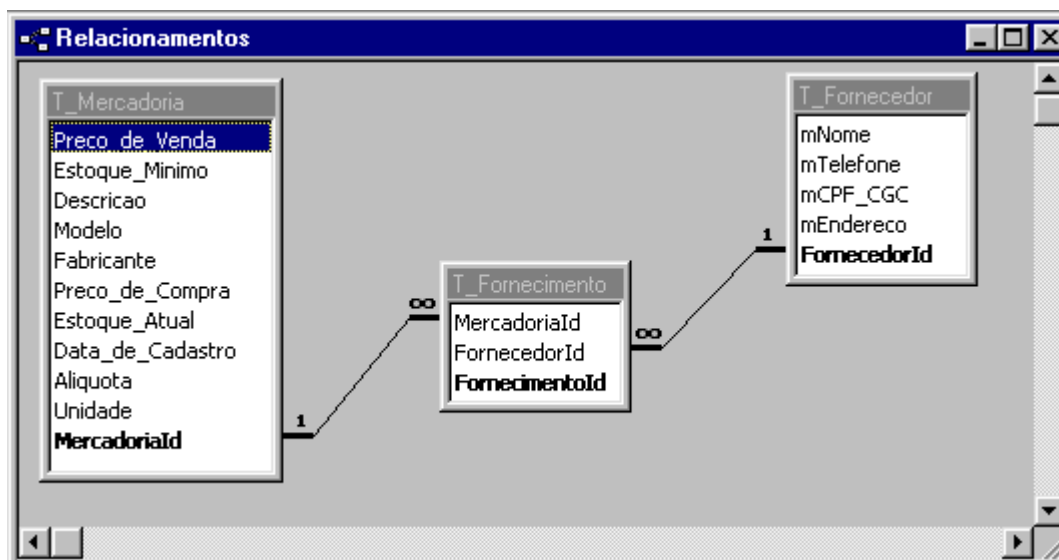 Relacionamentos
T_Mercadoria
Preco_de_Venda
Estoque_Minimo
Descricao
Modelo
Fabricante
Preco_de_Compra
Estoque_Atual
Data_de_Cadastro
Aliquota
Unidade
MercadoriaId
1
∞
T_Fornecimento
MercadoriaId
FornecedorId
FornecimentoId
∞
1
T_Fornecedor
mNome
mTelefone
mCPF_CGC
mEndereco
FornecedorId